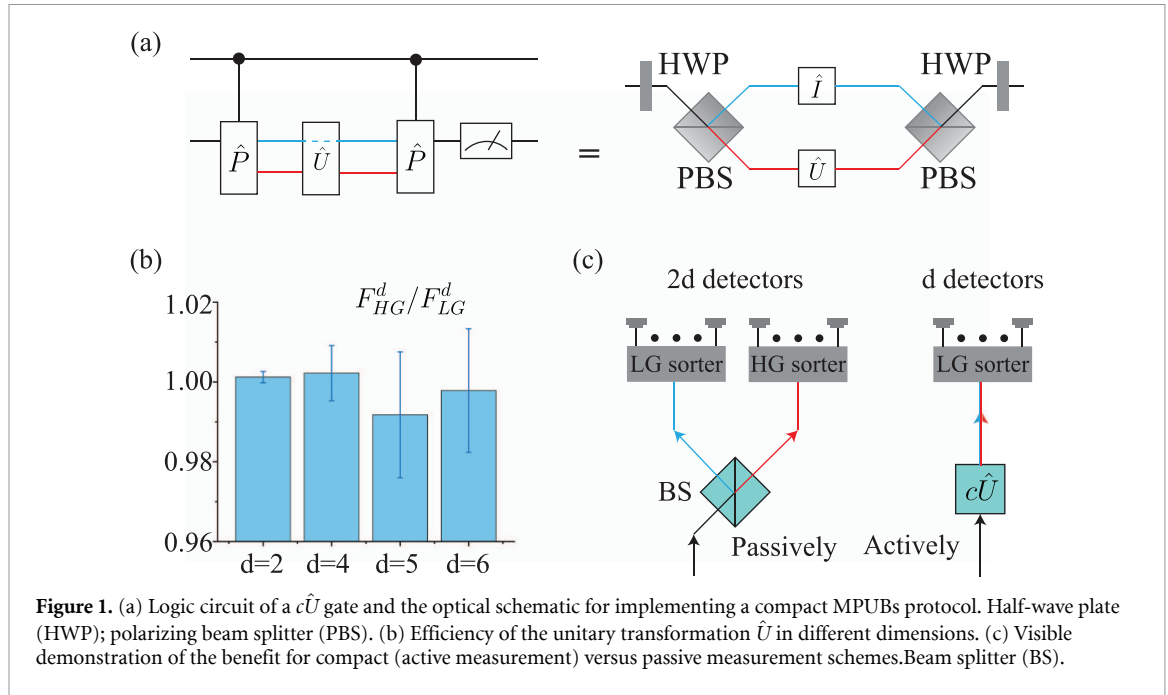 (a)
P̂
Û
P̂
=
HWP
HWP
Î
Û
PBS
PBS
(b)
F^d_{HG}/F^d_{LG}
1.02
1.00
0.98
0.96
d=2
d=4
d=5
d=6
(c)
2d detectors
d detectors
LG sorter
HG sorter
LG sorter
BS
cÛ
Passively
Actively
Figure 1. (a) Logic circuit of a cÛ gate and the optical schematic for implementing a compact MPUBs protocol. Half-wave plate
(HWP); polarizing beam splitter (PBS). (b) Efficiency of the unitary transformation Û in different dimensions. (c) Visible
demonstration of the benefit for compact (active measurement) versus passive measurement schemes.Beam splitter (BS).